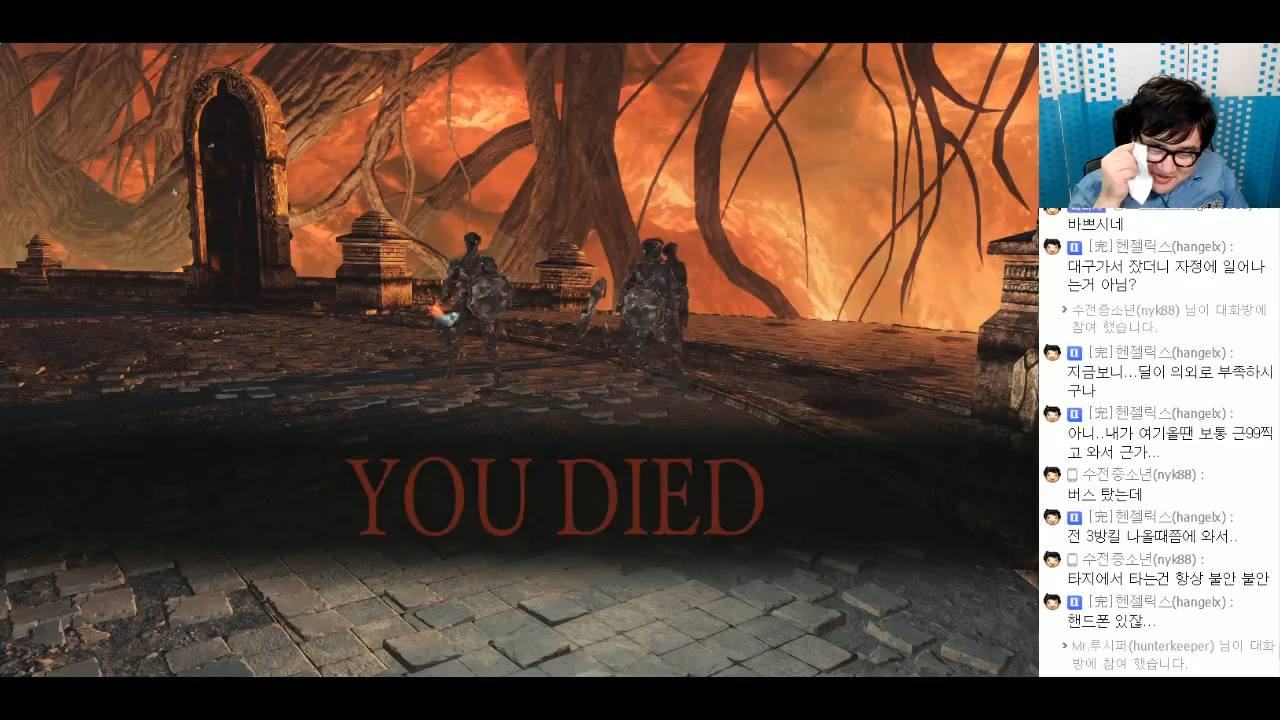 YOU DIED
바쁘시네
[完]헨젤릭스(hangelx) :
대구가서 잤더니 자정에 일어나
는거 아님?
수전증소년(nyk88) 님이 대화방에
참여 했습니다.
[完]헨젤릭스(hangelx) :
지금보니...딜이 의외로 부족하시
구나
[完]헨젤릭스(hangelx) :
아니..내가 여기올땐 보통 근99찍
고 와서 근가...
수전증소년(nyk88) :
버스 탔는데
[完]헨젤릭스(hangelx) :
전 3방킬 나올때쯤에 와서..
수전증소년(nyk88) :
타지에서 타는건 항상 불안 불안
[完]헨젤릭스(hangelx) :
핸드폰 있잖...
Mr.루시퍼(hunterkeeper) 님이 대화
방에 참여 했습니다.